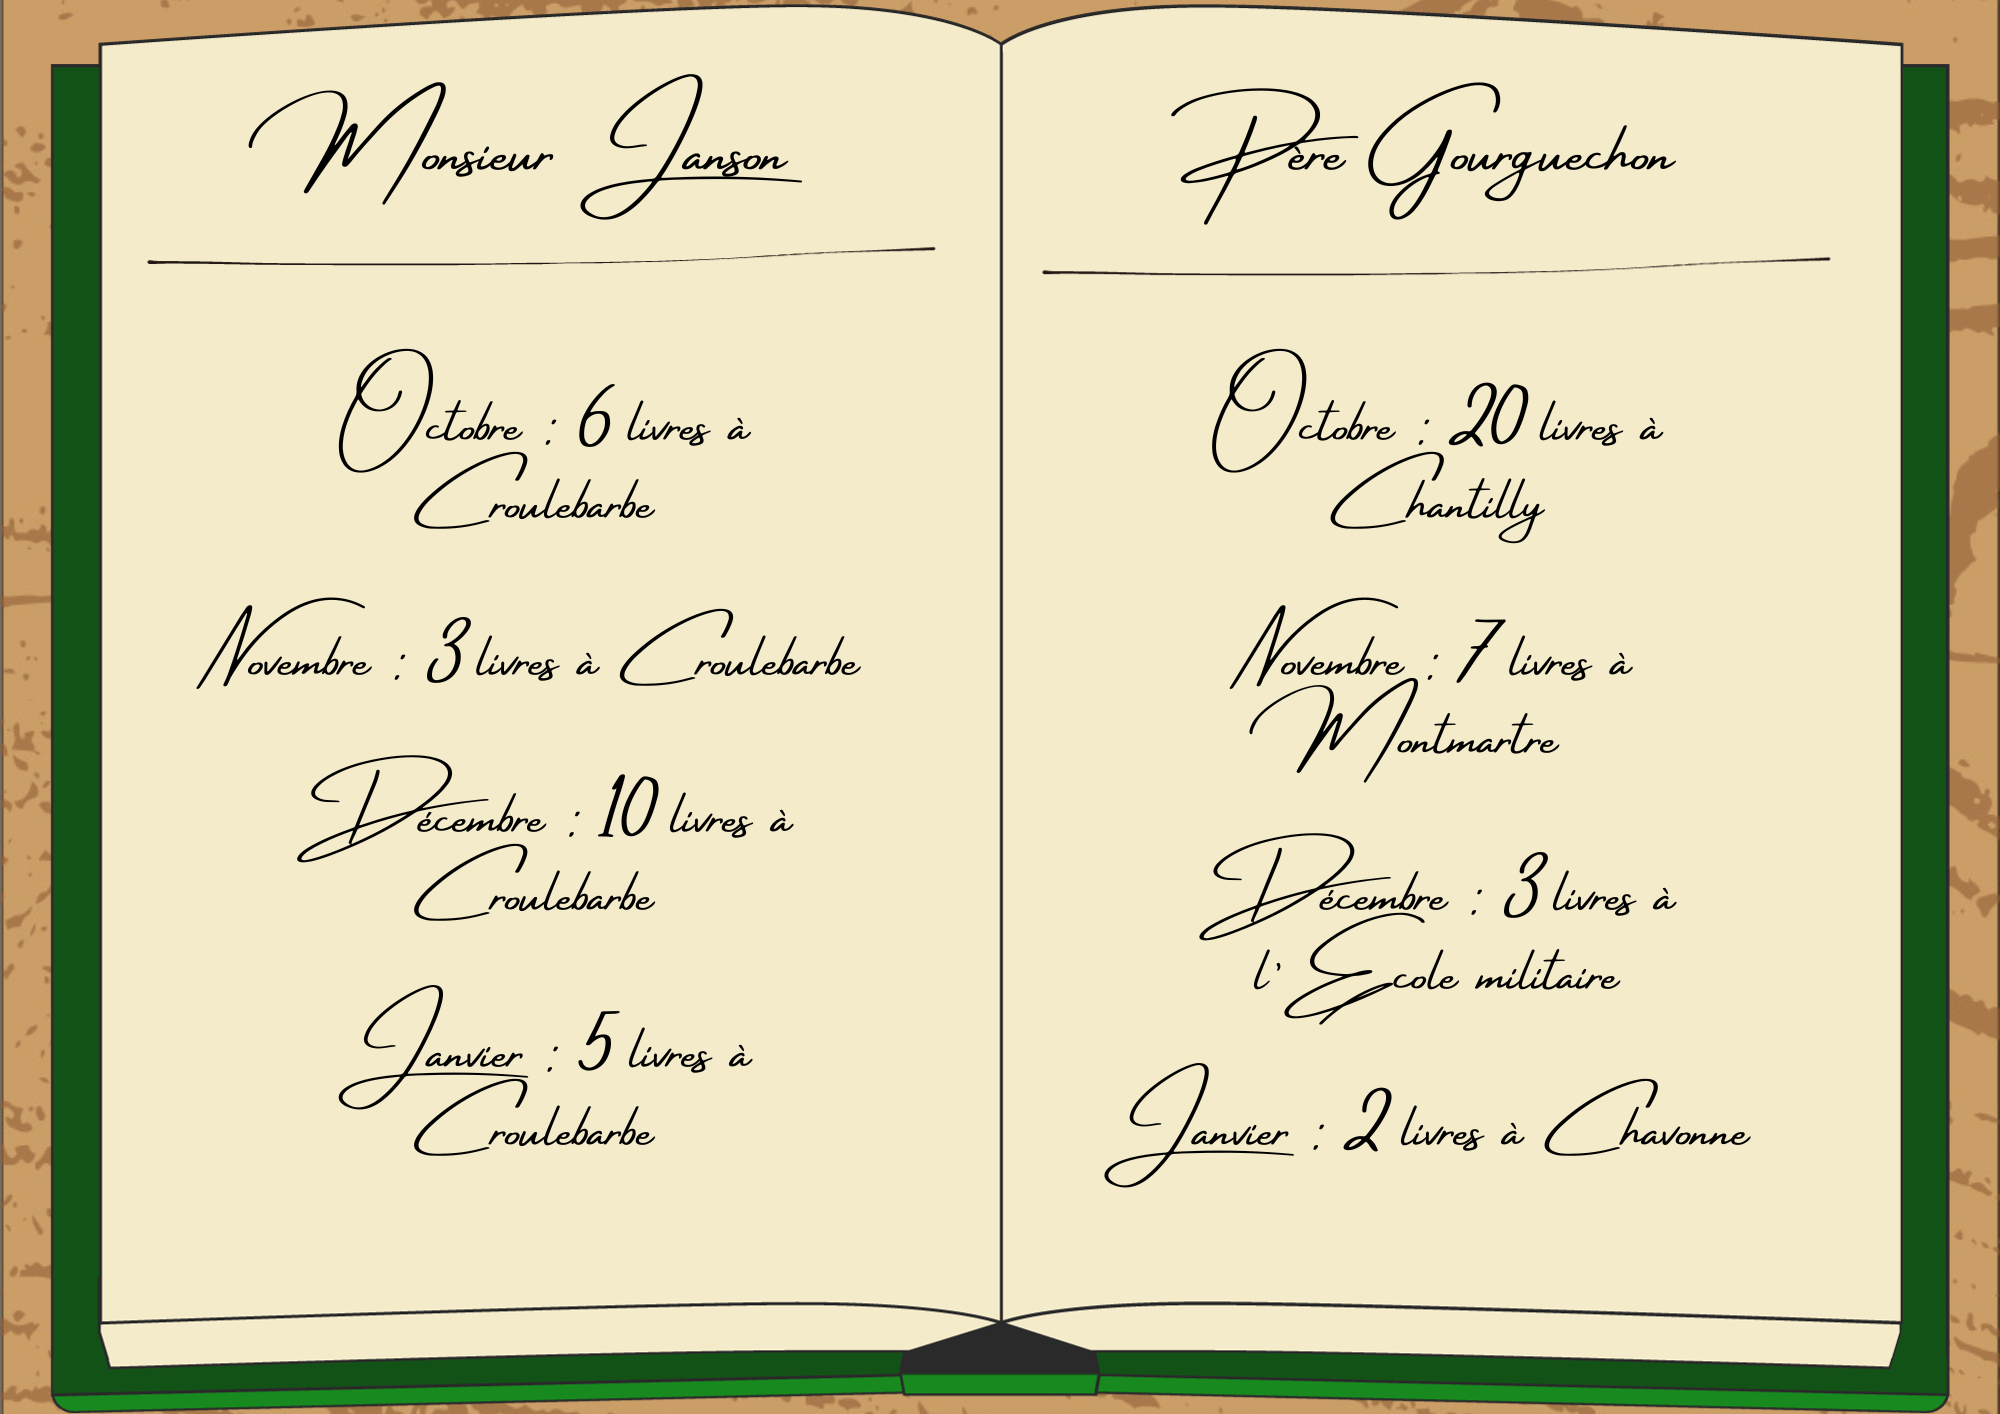 Monsieur Janson
Octobre : 6 livres à
Croulebarbe
Novembre : 3 livres à Croulebarbe
Décembre : 10 livres à
Croulebarbe
Janvier : 5 livres à
Croulebarbe
Père Gourguechon
Octobre : 20 livres à
Chantilly
Novembre : 7 livres à
Montmartre
Décembre : 3 livres à
l' Ecole militaire
Janvier : 2 livres à Chavonne